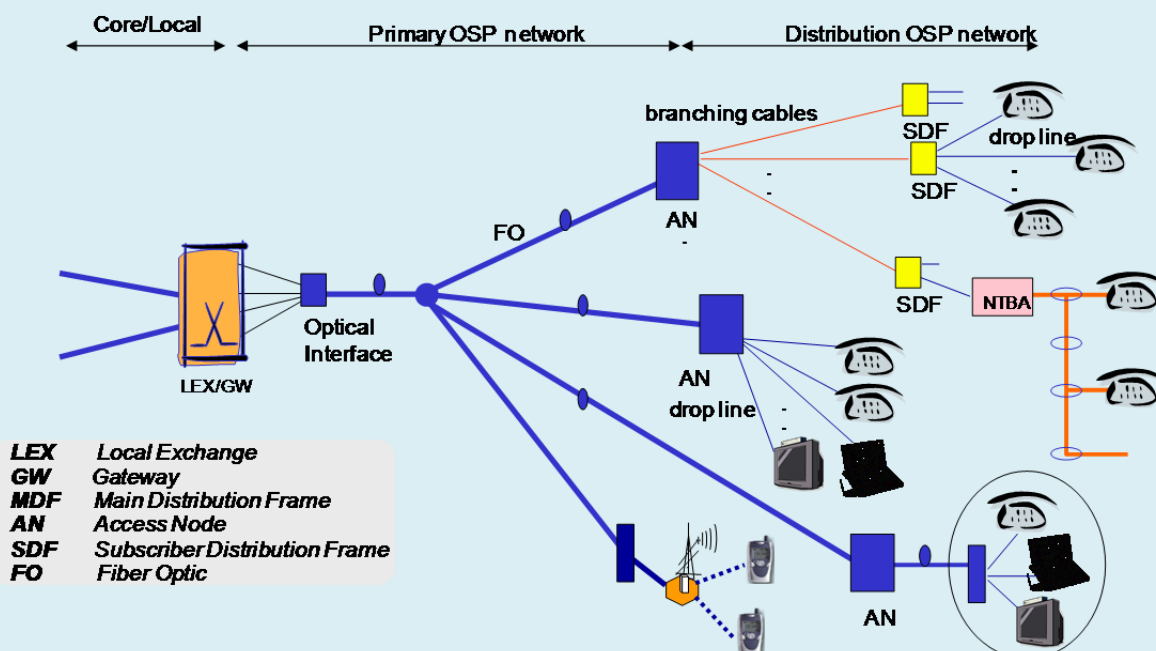 Core/Local
Primary OSP network
Distribution OSP network
branching cables
SDF
drop line
SDF
AN
FO
SDF
NTBA
Optical
Interface
LEX/GW
AN
drop line
LEX Local Exchange
GW Gateway
MDF Main Distribution Frame
AN Access Node
SDF Subscriber Distribution Frame
FO Fiber Optic
AN